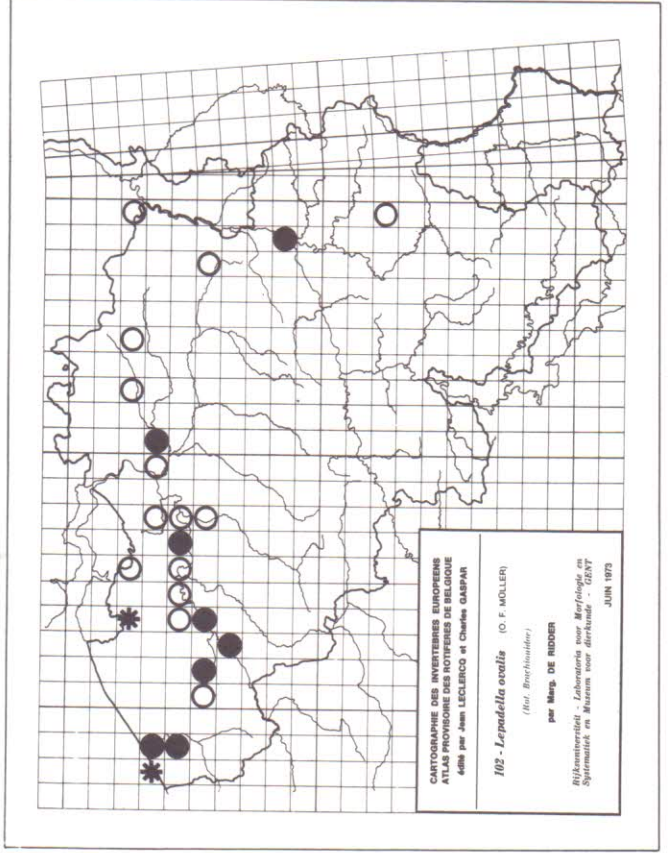 CARTOGRAPHIE DES INVERTEBRES EUROPEENS
ATLAS PROVISOIRE DES ROTIFERES DE BELGIQUE
édité par Jean LECLERCQ et Charles GASPAR
102 - Lepadella ovalis (O. F. MÜLLER)
(Rot. Brachionidae)
par Marg. DE RIDDER
Rijksuniversiteit - Laboratoria voor Morfologie en
Systematiek en Museum voor dierkunde - GENT
JUIN 1973